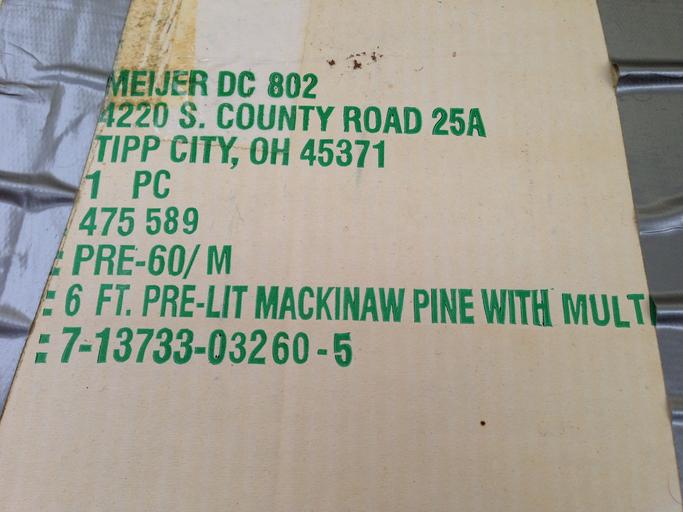 MEIJER DC 802
4220 S. COUNTY ROAD 25A
TIPP CITY, OH 45371
1 PC
475 589
: PRE-60/ M
: 6 FT. PRE-LIT MACKINAW PINE WITH MULT
: 7-13733-03260-5